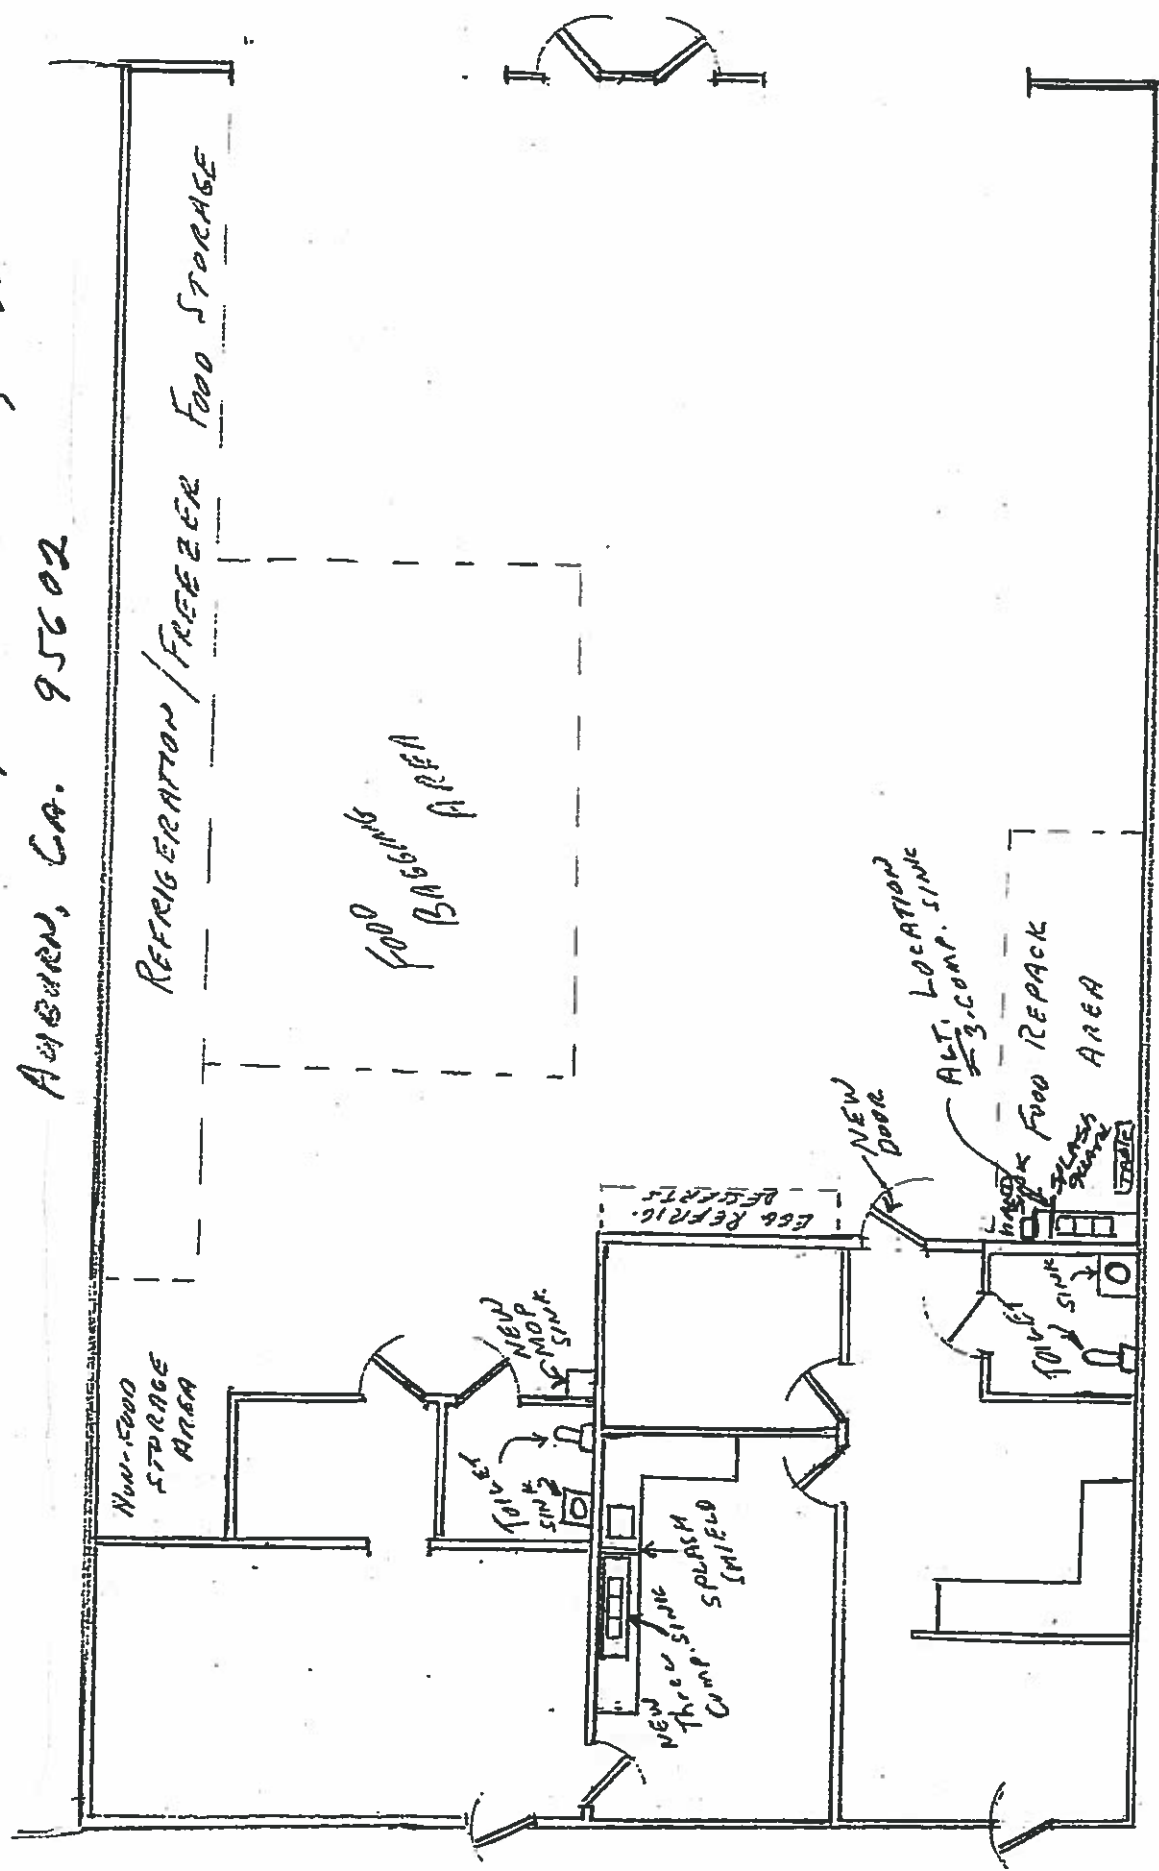 AUBURN, CA. 95602
REFRIGERATION / FREEZER FOOD STORAGE
FOOD
BAGGING
AREA
NON-FOOD
STORAGE
AREA
NEW
MOP
SINK
TOILET
SINK
EGG REFRIG.
DESSERTS
NEW
DOOR
ALT. LOCATION
3-COMP. SINK
FOOD REPACK
AREA
HAND
SINK
SPLASH
TABLE
SINK
TOILET
SPLASH
SHIELD
NEW
THREE
COMP. SINK